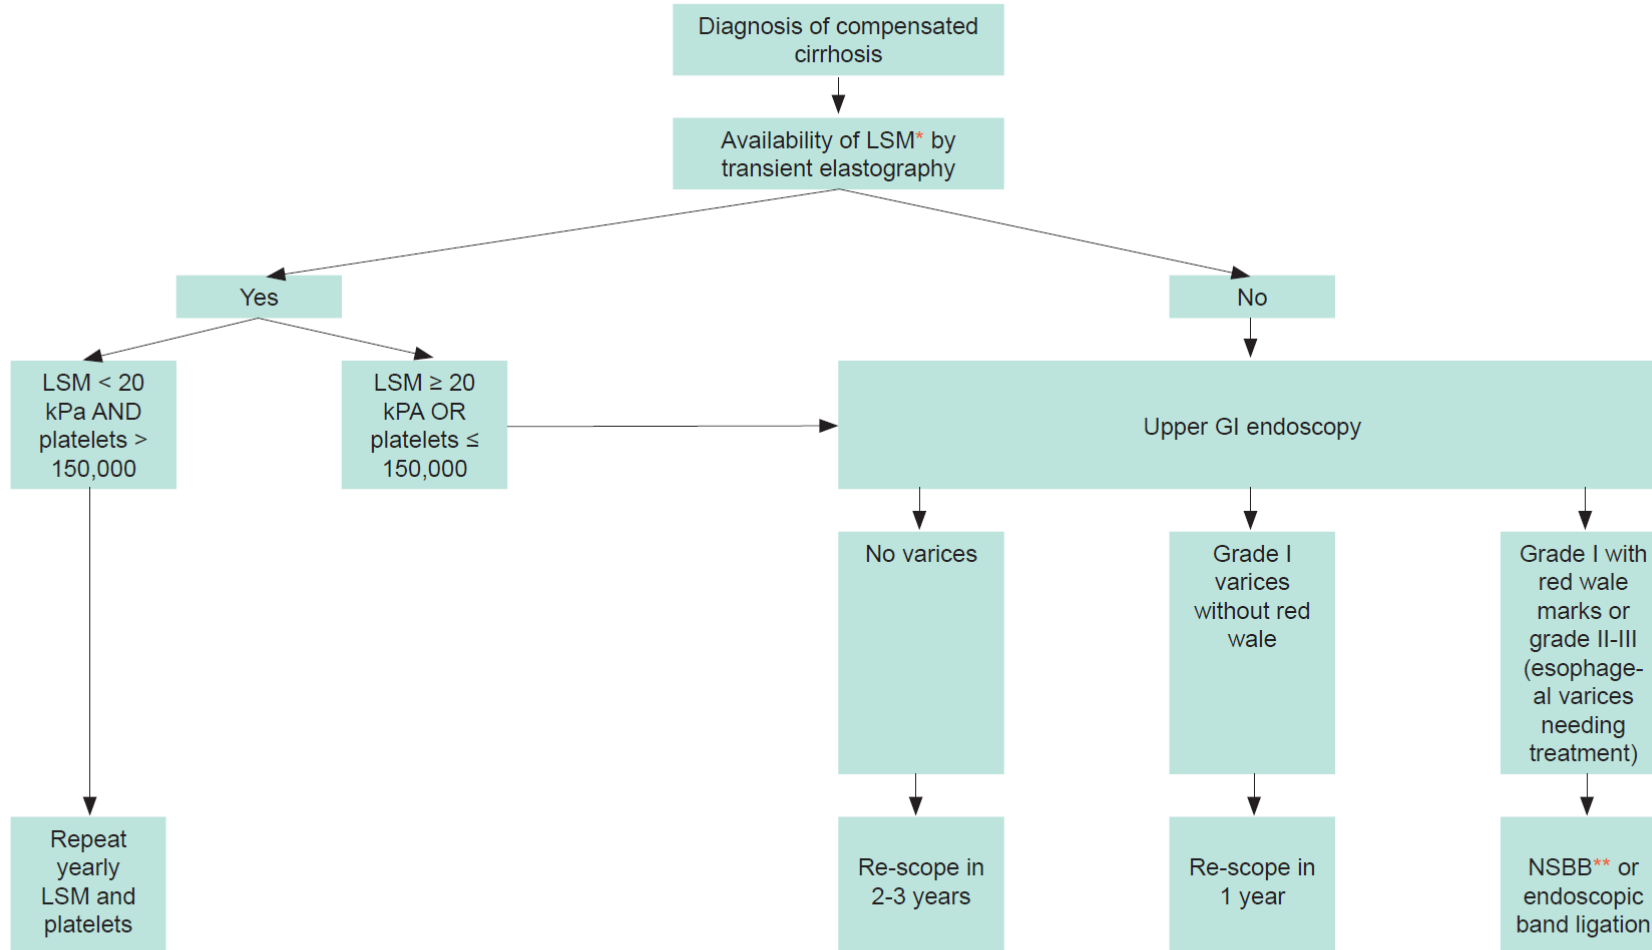 Diagnosis of compensated
cirrhosis
Availability of LSM* by
transient elastography
Yes
No
LSM < 20
kPa AND
platelets >
150,000
LSM ≥ 20
kPA OR
platelets ≤
150,000
Upper GI endoscopy
No varices
Grade I
varices
without red
wale
Grade I with
red wale
marks or
grade II-III
(esophage-
al varices
needing
treatment)
Repeat
yearly
LSM and
platelets
Re-scope in
2-3 years
Re-scope in
1 year
NSBB** or
endoscopic
band ligation